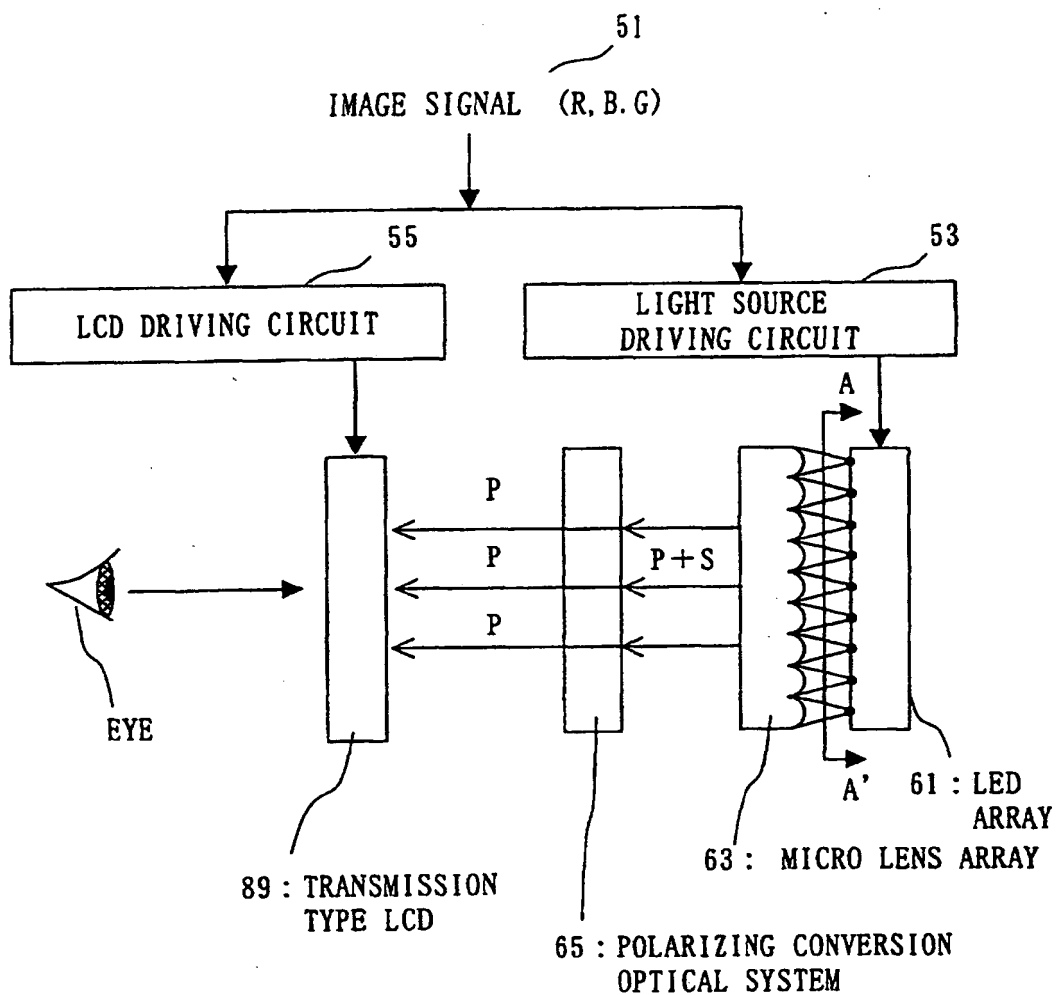 51
IMAGE SIGNAL (R, B.G)
55
53
LCD DRIVING CIRCUIT
LIGHT SOURCE
DRIVING CIRCUIT
A
P
P
P+S
P
EYE
A'
61 : LED
ARRAY
63 : MICRO LENS ARRAY
89 : TRANSMISSION
TYPE LCD
65 : POLARIZING CONVERSION
OPTICAL SYSTEM